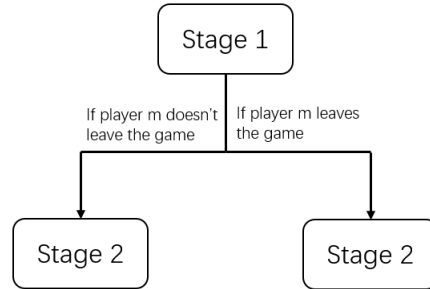 Stage 1
If player m doesn't
leave the game
If player m leaves
the game
Stage 2
Stage 2